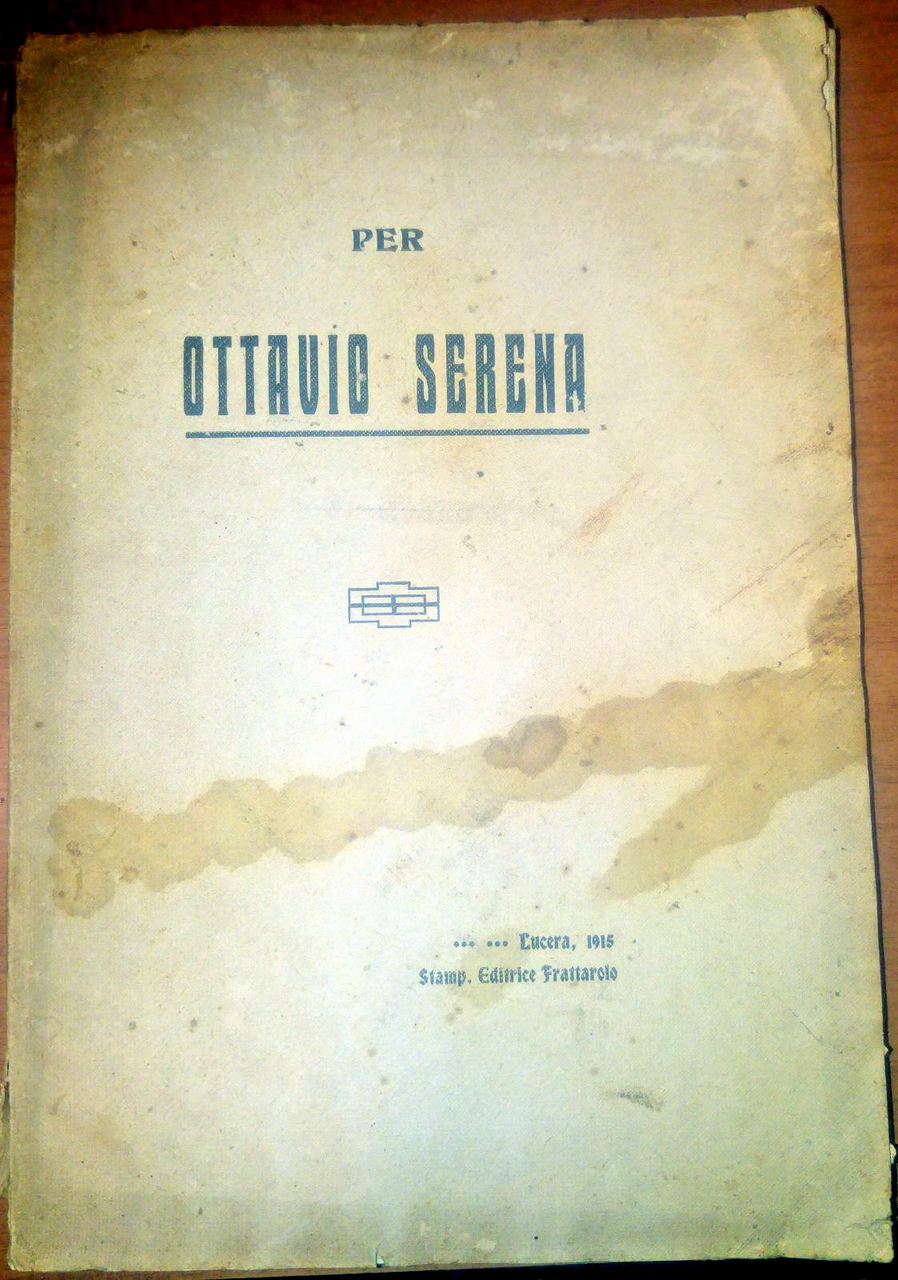 PER
OTTAVIO SERENA
••• ••• Lucera, 1915
Stamp. Editrice Frattarolo